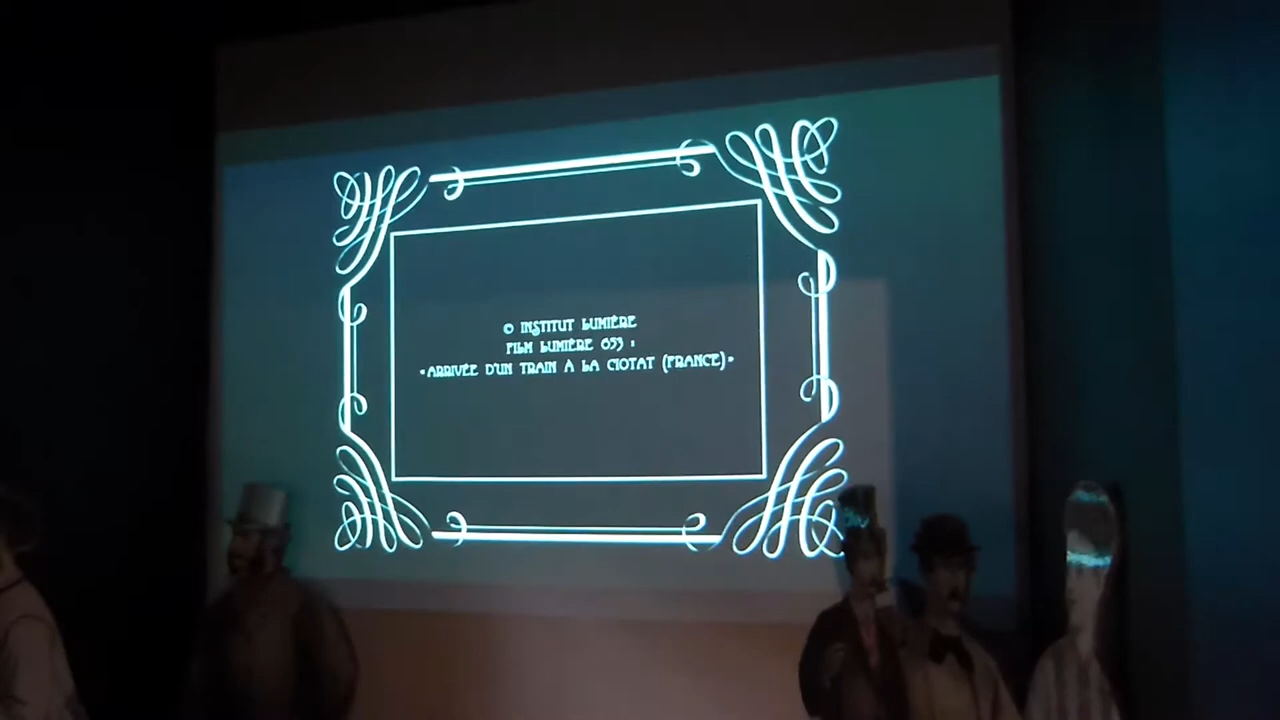 © INSTITUT LUMIÈRE
FILM LUMIÈRE 653 :
«ARRIVÉE D'UN TRAIN À LA CIOTAT (FRANCE)»